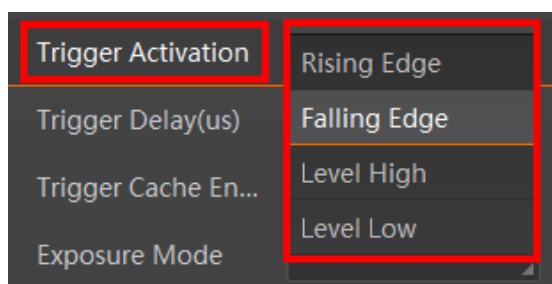 Trigger Activation
Rising Edge
Trigger Delay(us)
Falling Edge
Trigger Cache En...
Level High
Exposure Mode
Level Low